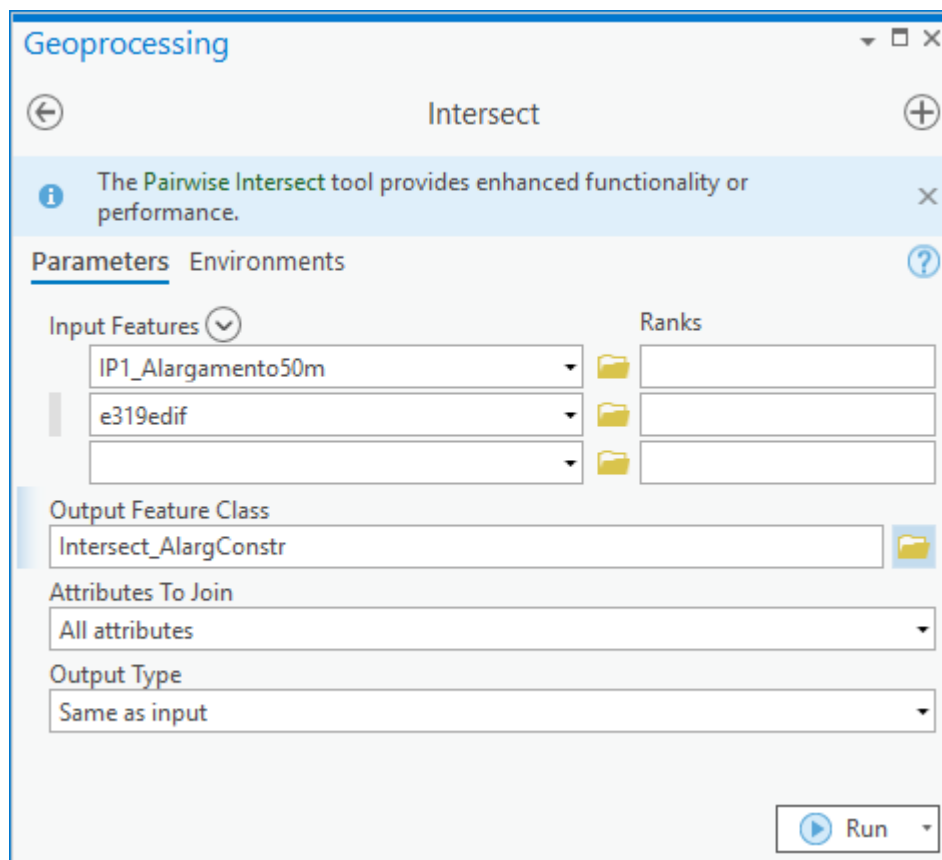 Geoprocessing
Intersect
The Pairwise Intersect tool provides enhanced functionality or
performance.
Parameters Environments
Input Features Ranks
IP1_Alargamento50m
e319edif
Output Feature Class
Intersect_AlargConstr
Attributes To Join
All attributes
Output Type
Same as input
Run